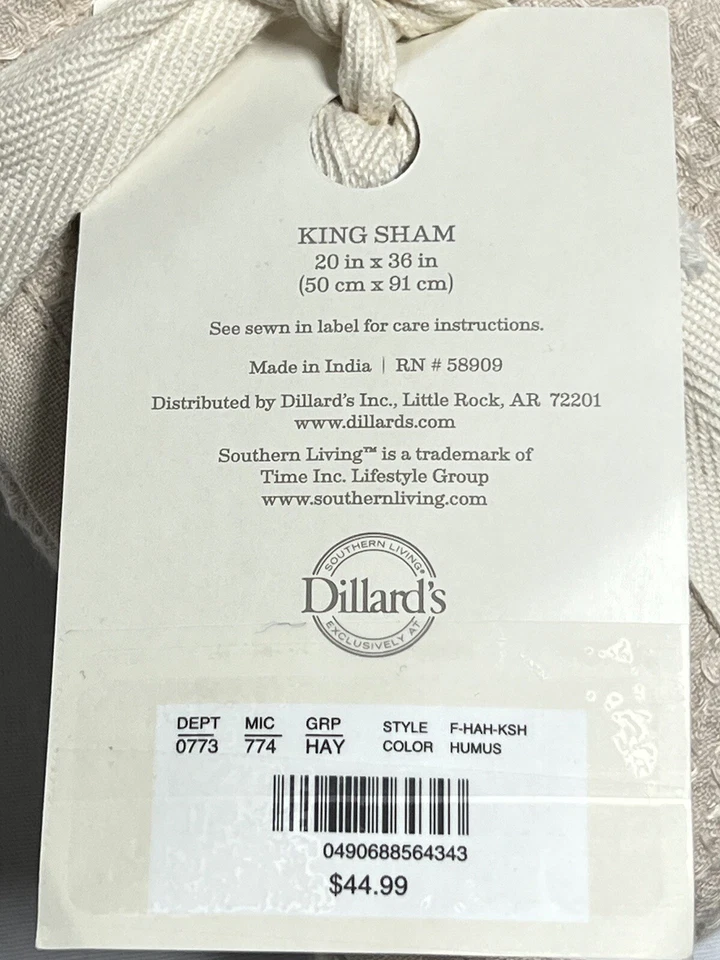 KING SHAM
20 in x 36 in
(50 cm x 91 cm)
See sewn in label for care instructions.
Made in India | RN # 58909
Distributed by Dillard's Inc., Little Rock, AR 72201
www.dillards.com
Southern Living™ is a trademark of
Time Inc. Lifestyle Group
www.southernliving.com
SOUTHERN LIVING®
Dillard's
EXCLUSIVELY AT
DEPT MIC GRP STYLE F-HAH-KSH
0773 774 HAY COLOR HUMUS
0490688564343
$44.99